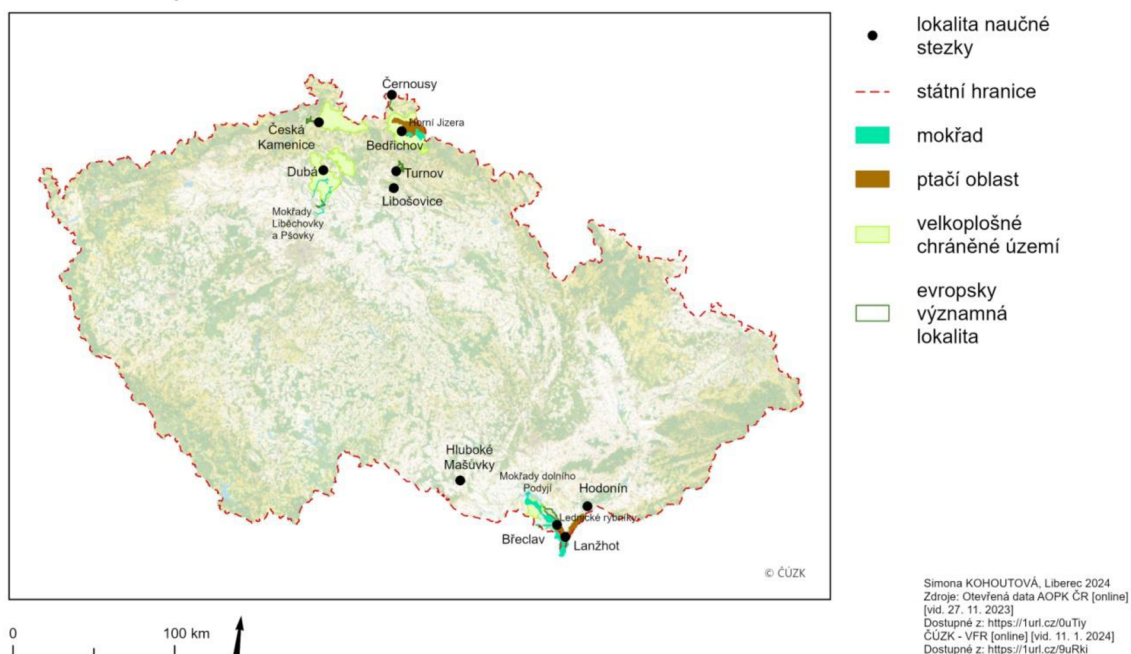 Černousy
Horní Jizera
Česká
Kamenice
Bedřichov
Dubá
Turnov
Libošovice
Mokřady
Liběchovky
a Pšovky
Hluboké
Mašúvky
Mokřady dolního
Podyjí
Hodonín
Lednické rybníky
Břeclav
Lanžhot
© ČÚZK
lokalita naučné
stezky
státní hranice
mokřad
ptačí oblast
velkoplošné
chráněné území
evropsky
významná
lokalita
0
100 km
Simona KOHOUTOVÁ, Liberec 2024
Zdroje: Otevřená data AOPK ČR [online]
[vid. 27. 11. 2023]
Dostupné z: https://1url.cz/0uTiy
ČÚZK - VFR [online] [vid. 11. 1. 2024]
Dostupné z: https://1url.cz/9uRki